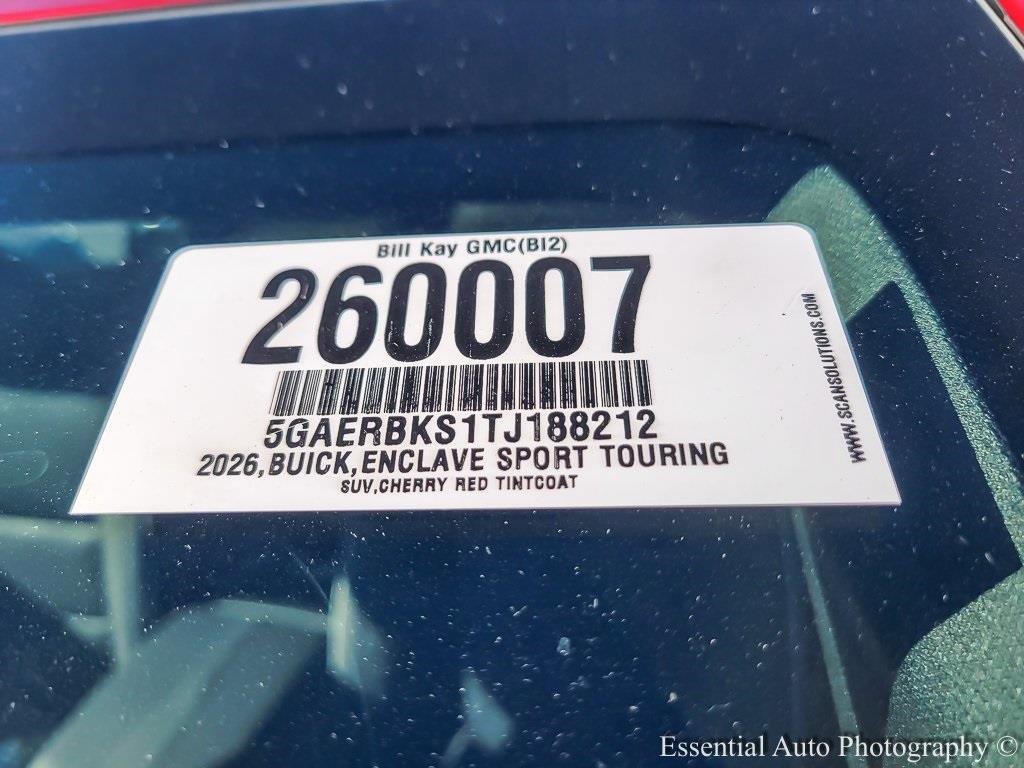 Bill Kay GMC(BI2)
260007
5GAERBKS1TJ188212
2026,BUICK,ENCLAVE SPORT TOURING
SUV,CHERRY RED TINTCOAT
WWW.SCANSOLUTIONS.COM
Essential Auto Photography ©